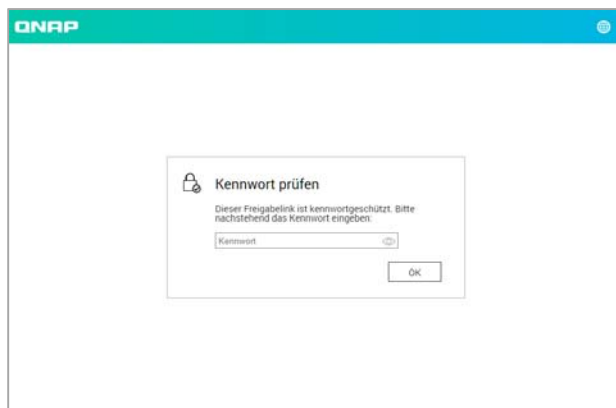 QNAP
Kennwort prüfen
Dieser Freigabelink ist kennwortgeschützt. Bitte
nachstehend das Kennwort eingeben:
Kennwort
OK